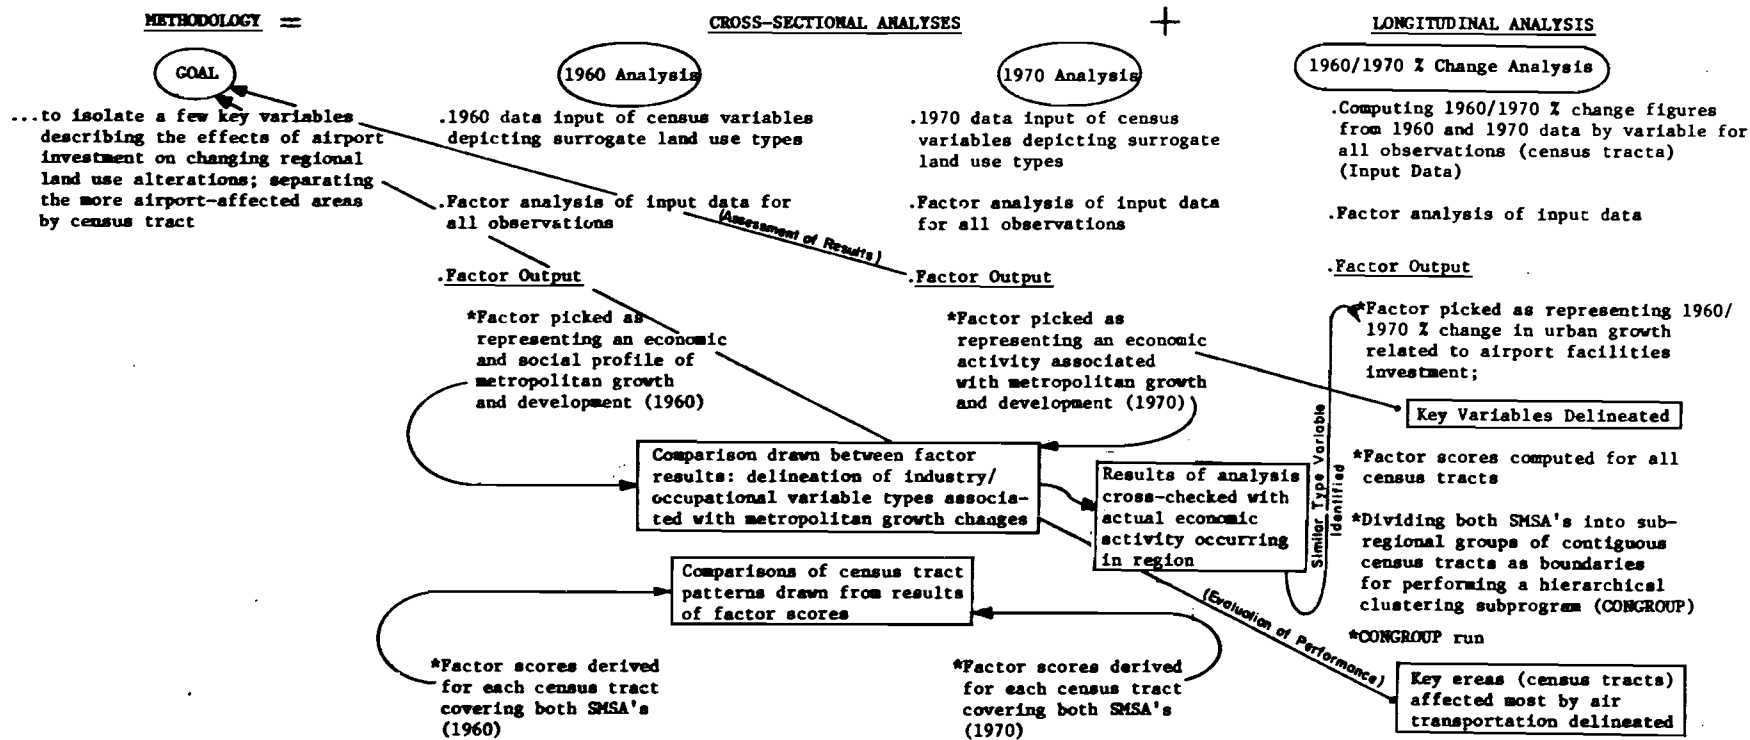 METHODOLOGY =
CROSS-SECTIONAL ANALYSES
+
LONGITUDINAL ANALYSIS
GOAL
...to isolate a few key variables
describing the effects of airport
investment on changing regional
land use alterations; separating
the more airport-affected areas
by census tract
1960 Analysis
.1960 data input of census variables
depicting surrogate land use types
.Factor analysis of input data for
all observations
.Factor Output
*Factor picked as
representing an economic
and social profile of
metropolitan growth
and development (1960)
1970 Analysis
.1970 data input of census
variables depicting surrogate
land use types
.Factor analysis of input data
for all observations
(Assessment of Results)
.Factor Output
*Factor picked as
representing an economic
activity associated
with metropolitan growth
and development (1970)
Comparison drawn between factor
results: delineation of industry/
occupational variable types associa-
ted with metropolitan growth changes
Results of analysis
cross-checked with
actual economic
activity occurring
in region
Comparisons of census tract
patterns drawn from results
of factor scores
*Factor scores derived
for each census tract
covering both SMSA's
(1960)
*Factor scores derived
for each census tract
covering both SMSA's
(1970)
Similar Type Variable
Identified
(Evaluation of Performance)
1960/1970 % Change Analysis
.Computing 1960/1970 % change figures
from 1960 and 1970 data by variable for
all observations (census tracta)
(Input Data)
.Factor analysis of input data
.Factor Output
*Factor picked as representing 1960/
1970 % change in urban growth
related to airport facilities
investment;
Key Variables Delineated
*Factor scores computed for all
census tracts
*Dividing both SMSA's into sub-
regional groups of contiguous
census tracts as boundaries
for performing a hierarchical
clustering subprogram (CONGROUP)
*CONGROUP run
Key ereas (census tracts)
affected most by air
transportation delineated